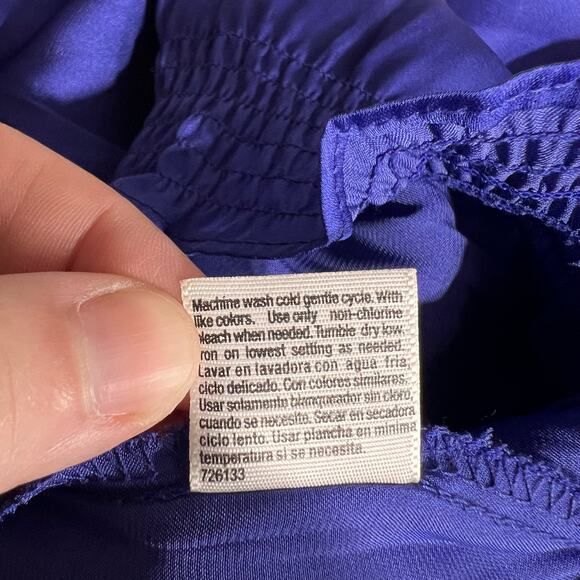 Machine wash cold gentle cycle. With
like colors. Use only non-chlorine
bleach when needed. Tumble dry low.
Iron on lowest setting as needed.
Lavar en lavadora con agua fria,
ciclo delicado. Con colores similares.
Usar solamente blanqueador sin cloro,
cuando se necesite. Secar en secadora
ciclo lento. Usar plancha en minima
temperatura si se necesita.
726133